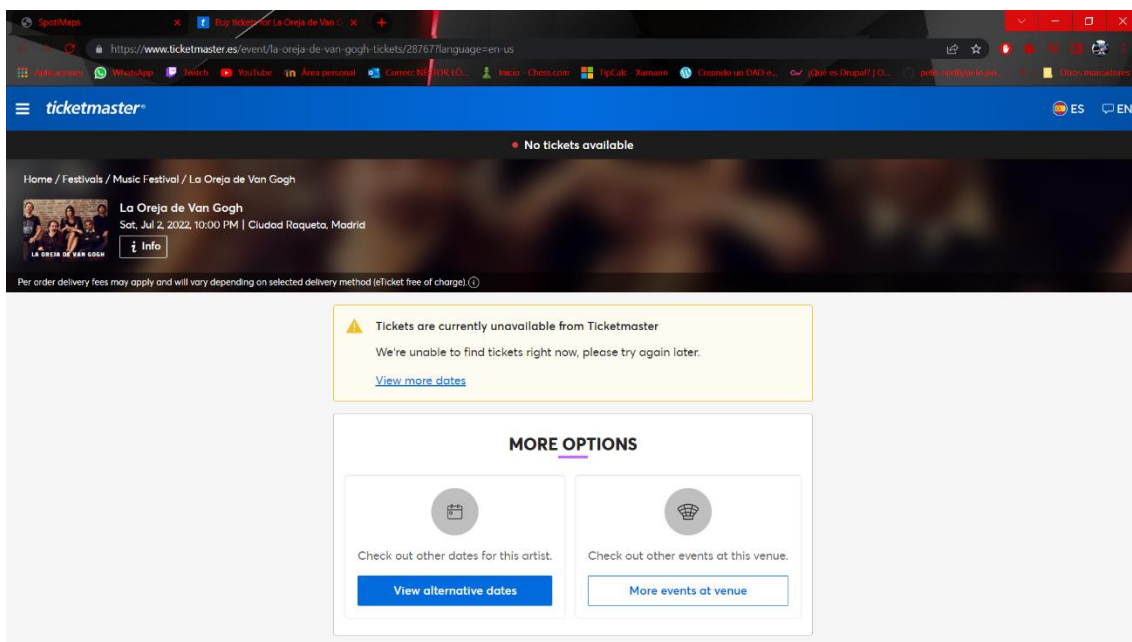 SpotiMaps
Buy tickets for La Oreja de Van G
https://www.ticketmaster.es/event/la-oreja-de-van-gogh-tickets/28767?language=en-us
Aplicaciones WhatsApp Twitch YouTube Área personal Correo: NÉSTOR LÓ... Inicio - Chess.com TipCalc - Xamarin Creando un DAO e... ¿Qué es Drupal? | O... Otros marcadores
ticketmaster®
ES EN
No tickets available
Home / Festivals / Music Festival / La Oreja de Van Gogh
La Oreja de Van Gogh
Sat, Jul 2, 2022, 10:00 PM | Ciudad Raqueta, Madrid
i Info
LA OREJA DE VAN GOGH
Per order delivery fees may apply and will vary depending on selected delivery method (eTicket free of charge).
Tickets are currently unavailable from Ticketmaster
We're unable to find tickets right now, please try again later.
View more dates
MORE OPTIONS
Check out other dates for this artist.
Check out other events at this venue.
View alternative dates
More events at venue